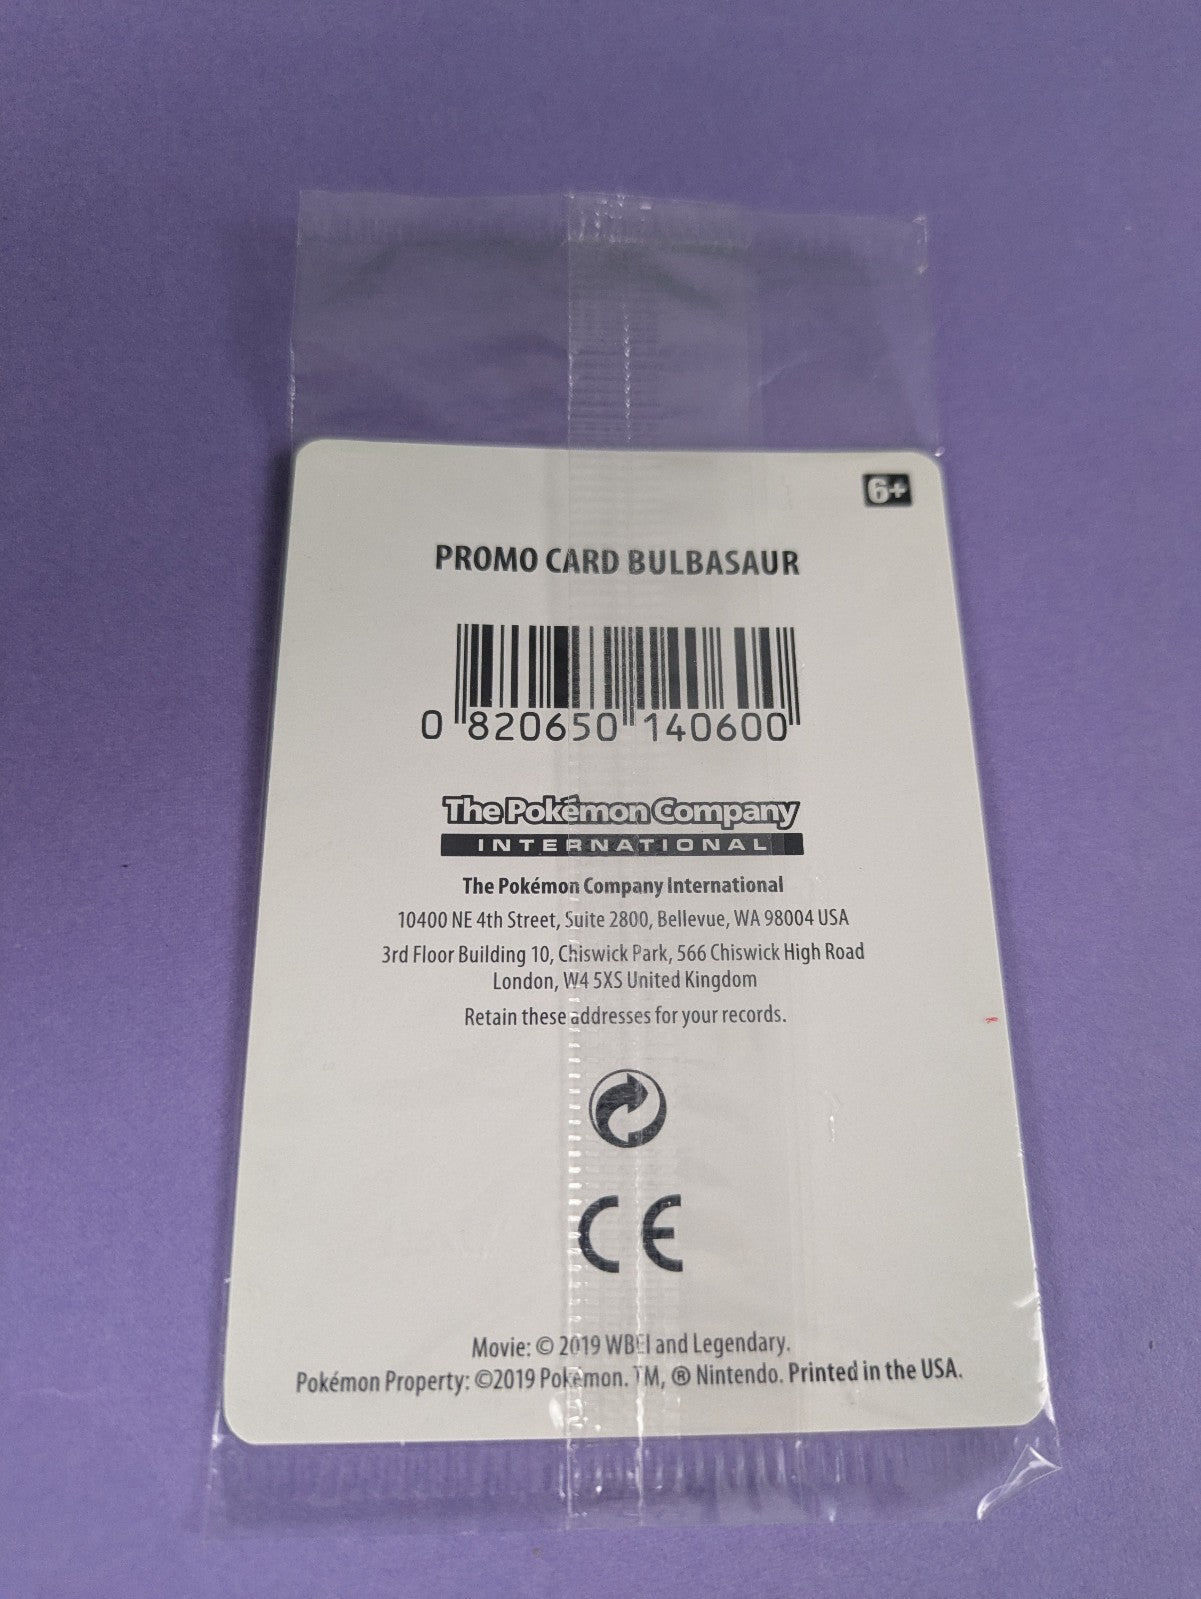 6+
PROMO CARD BULBASAUR
0 820650 140600
The Pokémon Company
INTERNATIONAL
The Pokémon Company International
10400 NE 4th Street, Suite 2800, Bellevue, WA 98004 USA
3rd Floor Building 10, Chiswick Park, 566 Chiswick High Road
London, W4 5XS United Kingdom
Retain these addresses for your records.
CE
Movie: © 2019 WBEI and Legendary.
Pokémon Property: ©2019 Pokémon. TM, ® Nintendo. Printed in the USA.